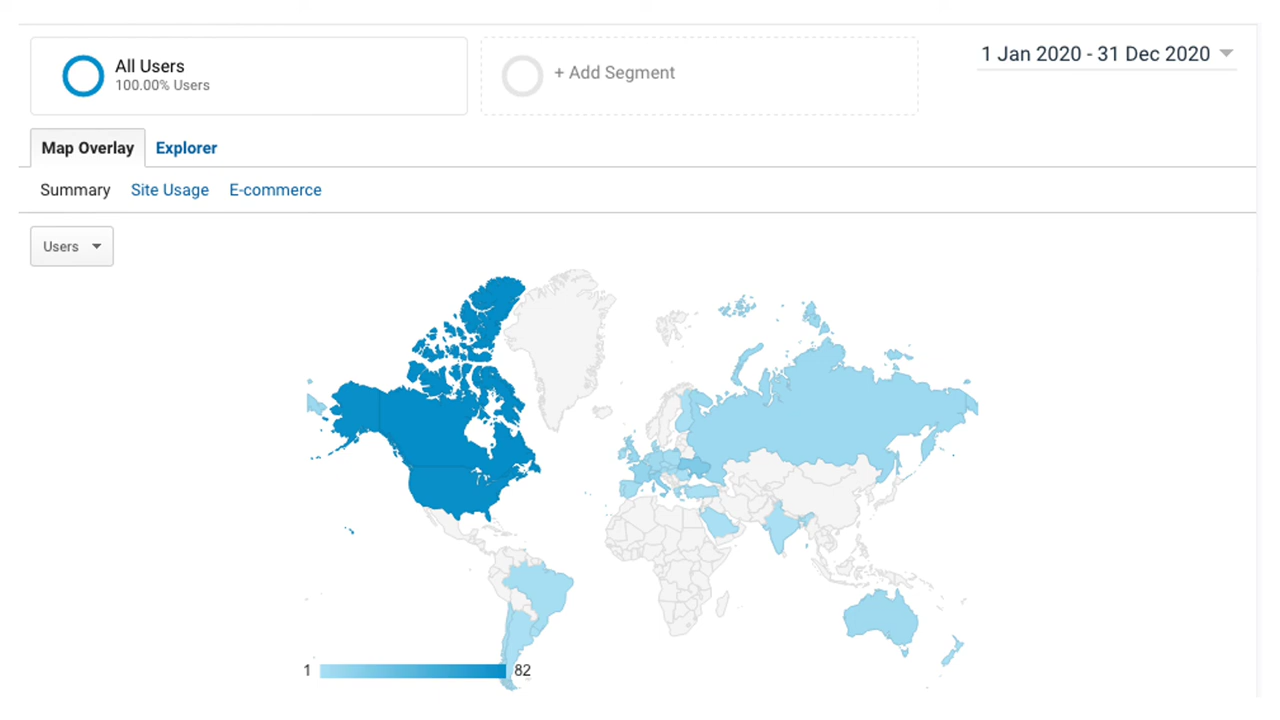 All Users
100.00% Users
+ Add Segment
1 Jan 2020 - 31 Dec 2020
Map Overlay Explorer
Summary Site Usage E-commerce
Users
1 82